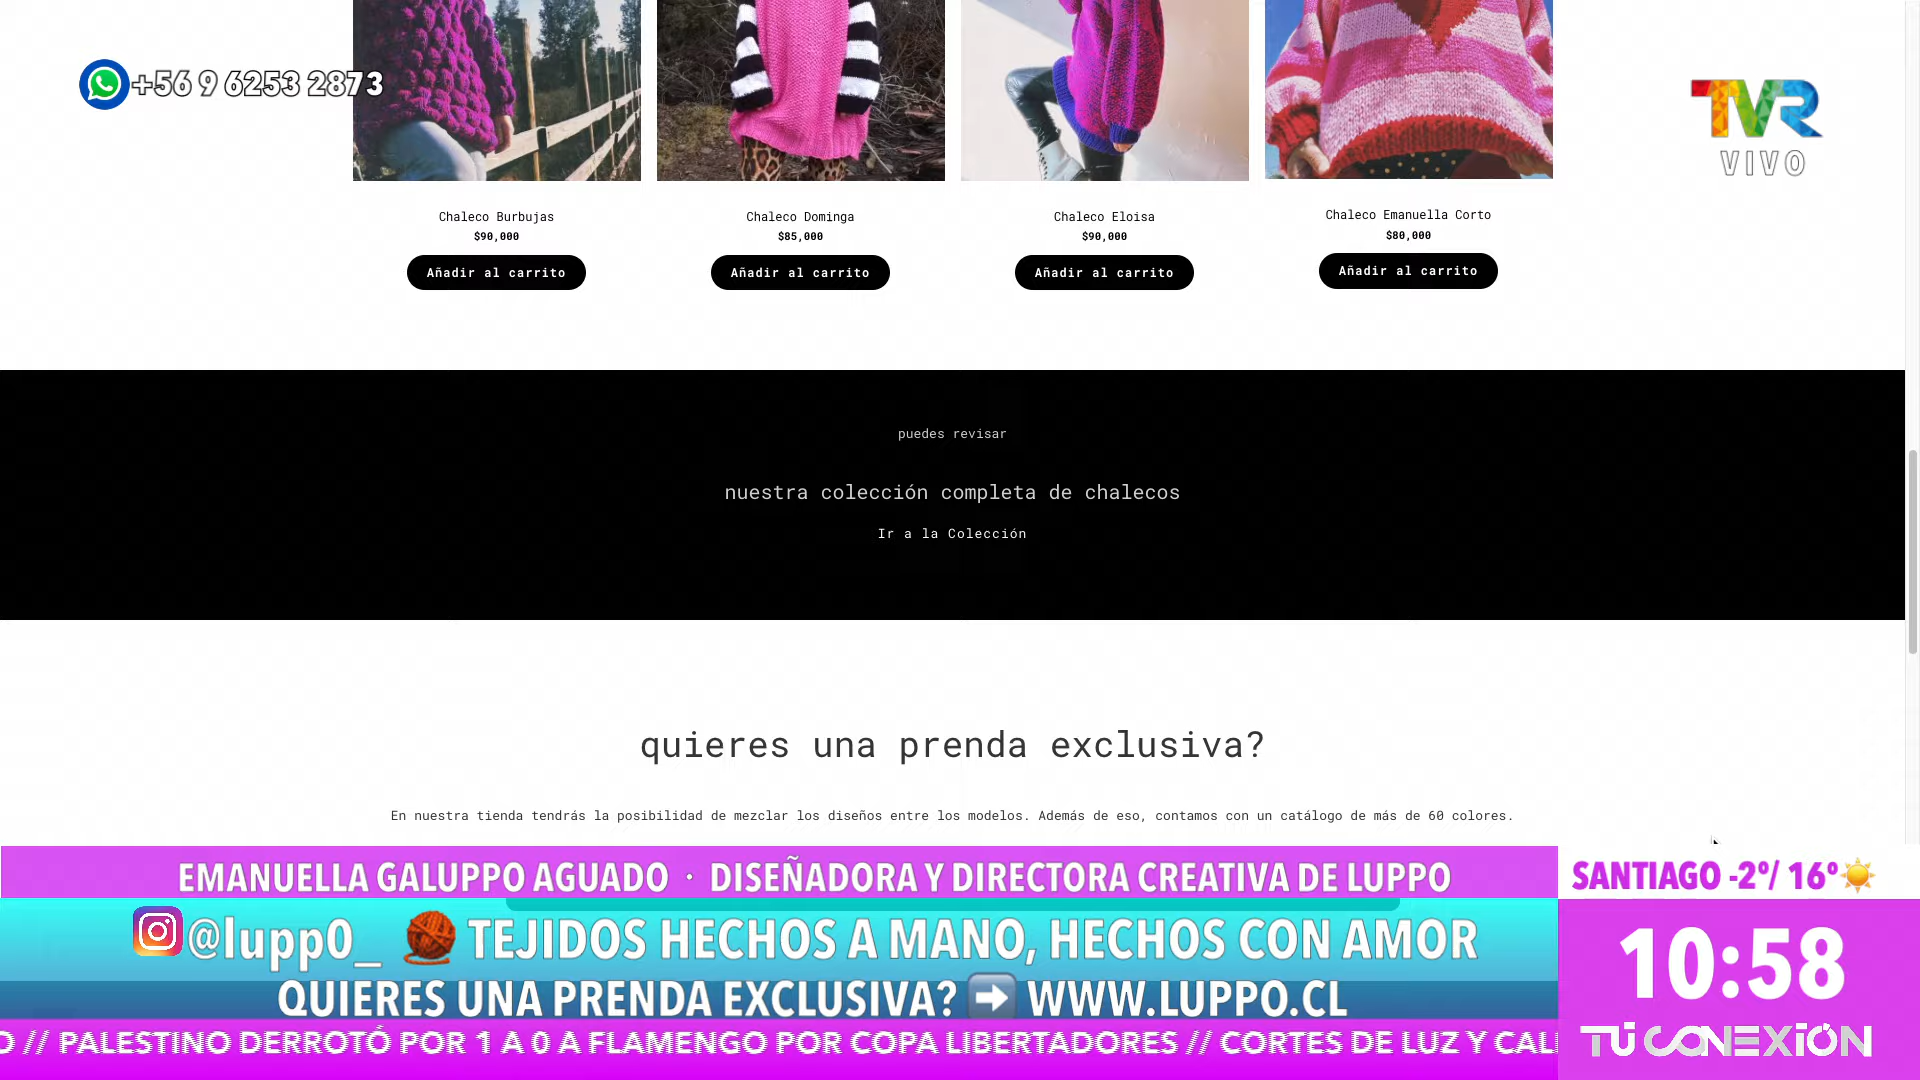 +56 9 6253 2873
TVR
VIVO
Chaleco Burbujas
$90,000
Añadir al carrito
Chaleco Dominga
$85,000
Añadir al carrito
Chaleco Eloisa
$90,000
Añadir al carrito
Chaleco Emanuella Corto
$80,000
Añadir al carrito
puedes revisar
nuestra colección completa de chalecos
Ir a la Colección
quieres una prenda exclusiva?
En nuestra tienda tendrás la posibilidad de mezclar los diseños entre los modelos. Además de eso, contamos con un catálogo de más de 60 colores.
EMANUELLA GALUPPO AGUADO · DISEÑADORA Y DIRECTORA CREATIVA DE LUPPO
SANTIAGO -2º/ 16º
@lupp0_ TEJIDOS HECHOS A MANO, HECHOS CON AMOR
QUIERES UNA PRENDA EXCLUSIVA? ➡ WWW.LUPPO.CL
10:58
TÚ CONEXIÓN
O // PALESTINO DERROTÓ POR 1 A 0 A FLAMENGO POR COPA LIBERTADORES // CORTES DE LUZ Y CALI